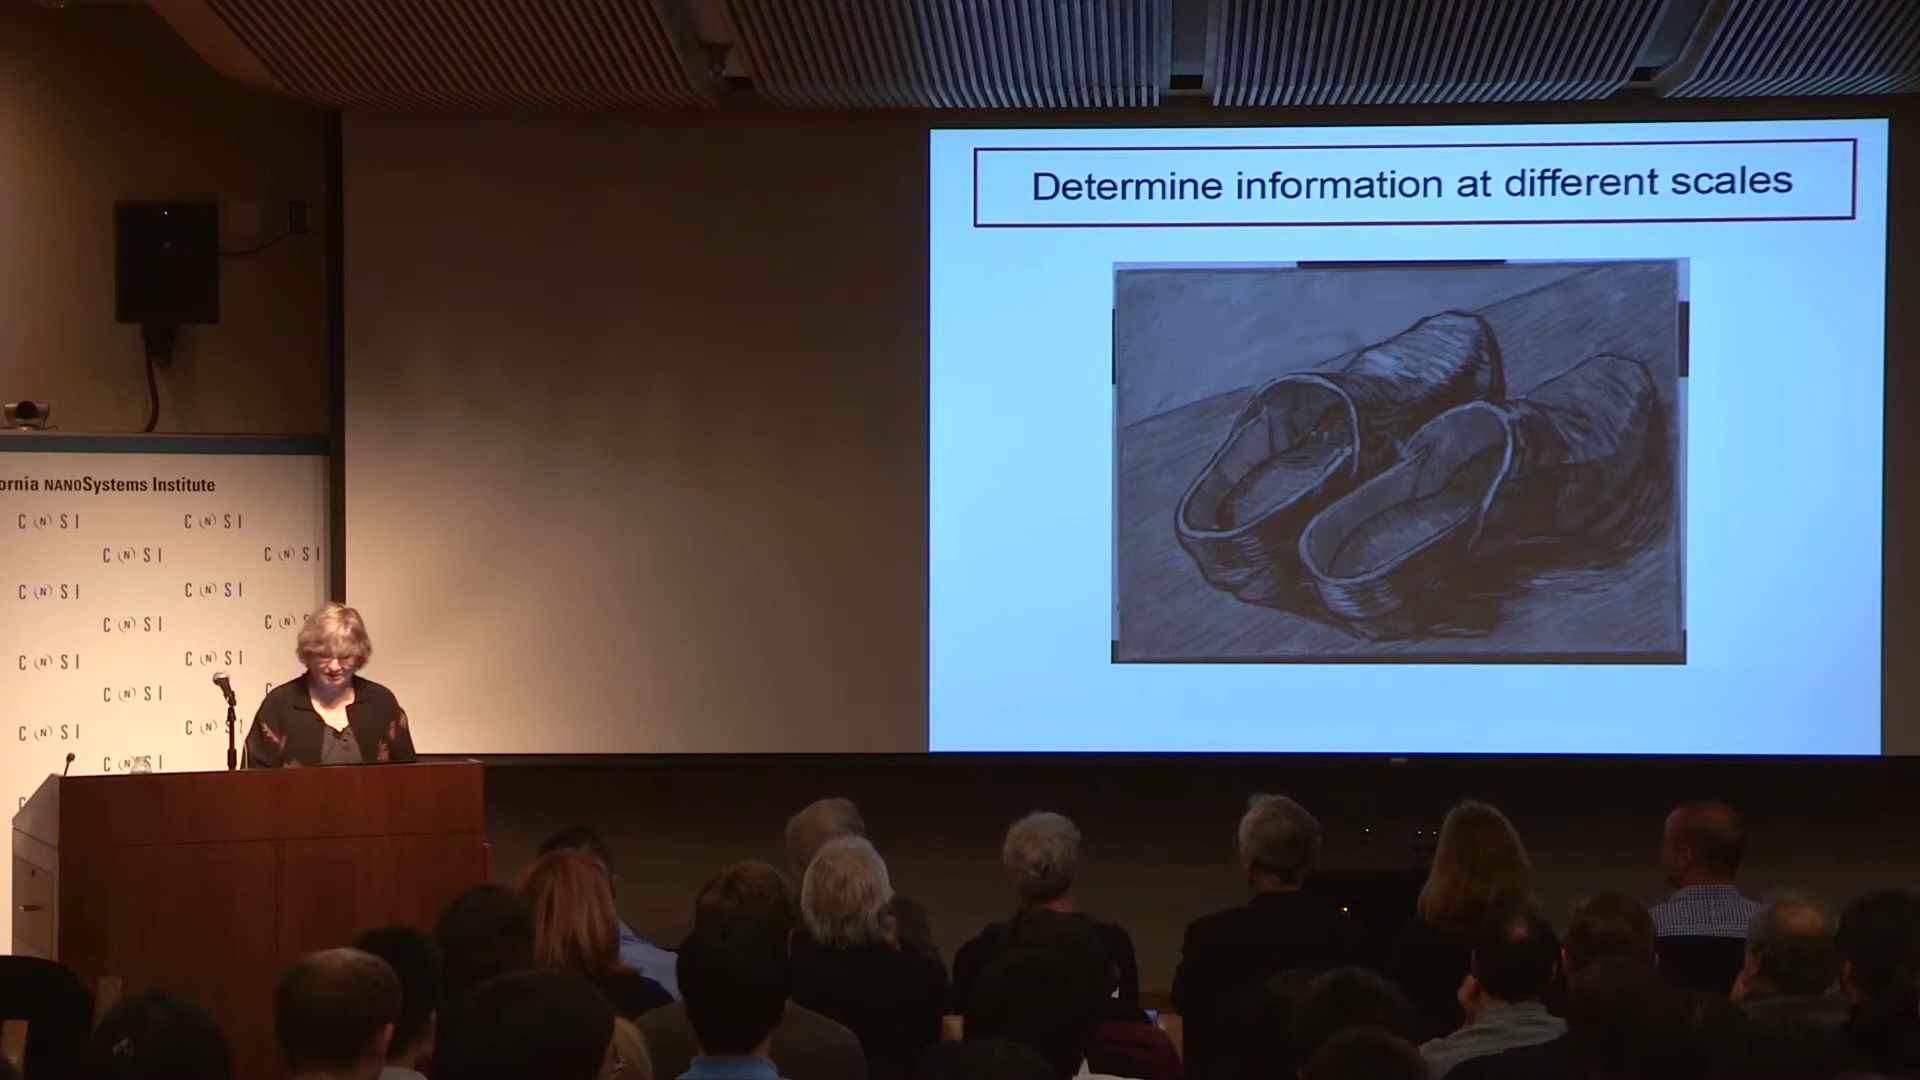 Determine information at different scales
ornia NANOSystems Institute
C N S I C N S I
C N S I C N S I
C N S I C N S I
C N S I C N
C N S I C N S I
C N S I C
C N S I C N S
C N S I
C